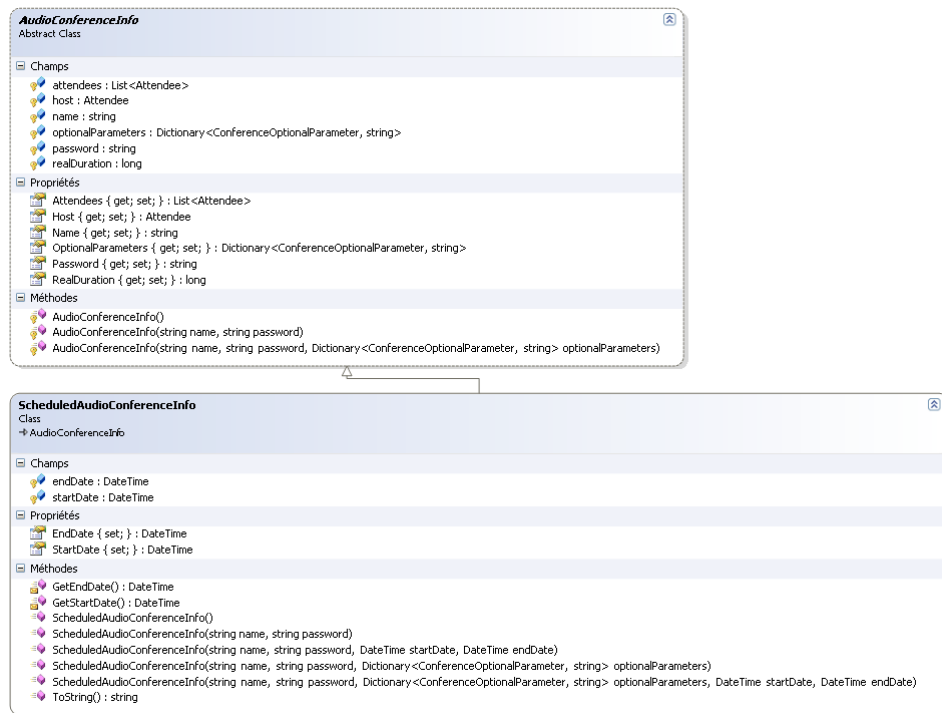 AudioConferenceInfo
Abstract Class
Champs
attendees : List<Attendee>
host : Attendee
name : string
optionalParameters : Dictionary<ConferenceOptionalParameter, string>
password : string
realDuration : long
Propriétés
Attendees { get; set; } : List<Attendee>
Host { get; set; } : Attendee
Name { get; set; } : string
OptionalParameters { get; set; } : Dictionary<ConferenceOptionalParameter, string>
Password { get; set; } : string
RealDuration { get; set; } : long
Méthodes
AudioConferenceInfo()
AudioConferenceInfo(string name, string password)
AudioConferenceInfo(string name, string password, Dictionary<ConferenceOptionalParameter, string> optionalParameters)
ScheduledAudioConferenceInfo
Class
AudioConferenceInfo
Champs
endDate : DateTime
startDate : DateTime
Propriétés
EndDate { set; } : DateTime
StartDate { set; } : DateTime
Méthodes
GetEndDate() : DateTime
GetStartDate() : DateTime
ScheduledAudioConferenceInfo()
ScheduledAudioConferenceInfo(string name, string password)
ScheduledAudioConferenceInfo(string name, string password, DateTime startDate, DateTime endDate)
ScheduledAudioConferenceInfo(string name, string password, Dictionary<ConferenceOptionalParameter, string> optionalParameters)
ScheduledAudioConferenceInfo(string name, string password, Dictionary<ConferenceOptionalParameter, string> optionalParameters, DateTime startDate, DateTime endDate)
ToString() : string